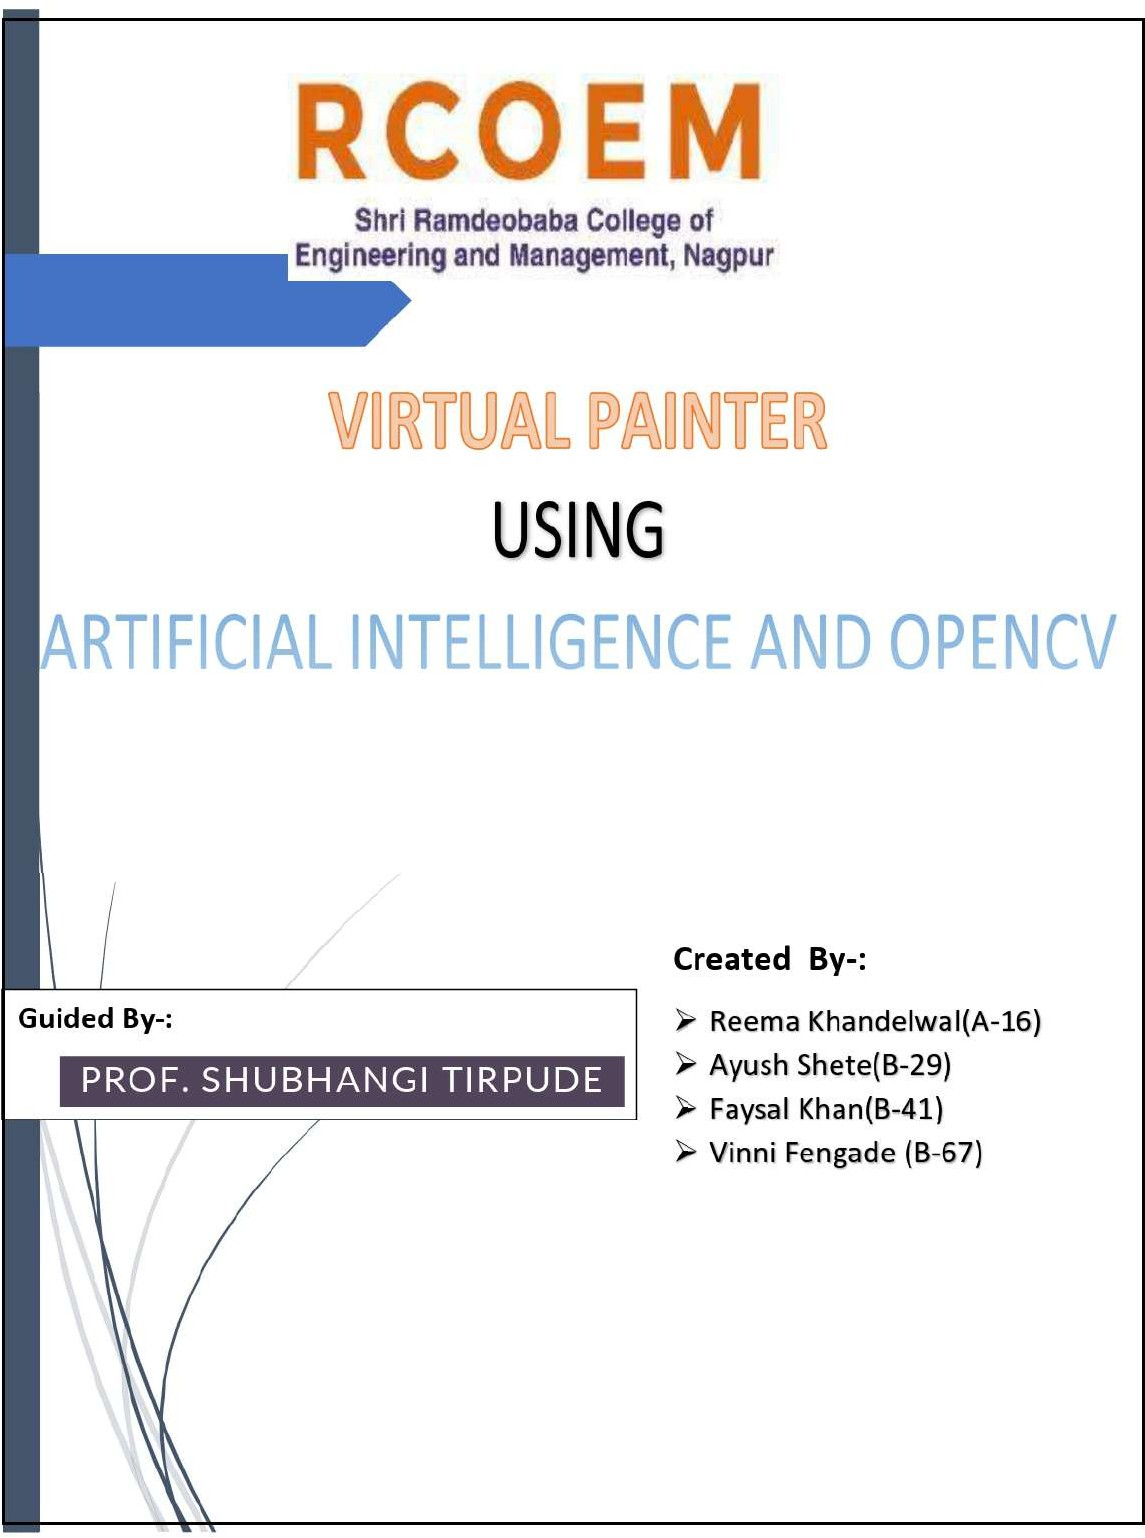 RCOEM
Shri Ramdeobaba College of
Engineering and Management, Nagpur
VIRTUAL PAINTER
USING
ARTIFICIAL INTELLIGENCE AND OPENCV
Guided By-:
PROF. SHUBHANGI TIRPUDE
Created By-:
Reema Khandelwal(A-16)
Ayush Shete(B-29)
Faysal Khan(B-41)
Vinni Fengade (B-67)